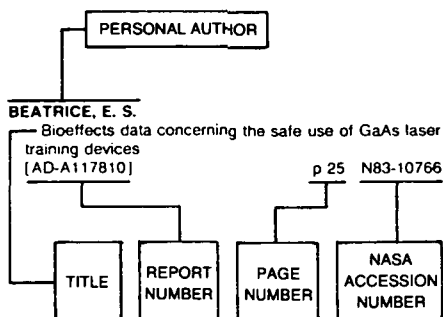 PERSONAL AUTHOR
BEATRICE, E. S.
Bioeffects data concerning the safe use of GaAs laser
training devices
[AD-A117810] p 25 N83-10766
TITLE
REPORT
NUMBER
PAGE
NUMBER
NASA
ACCESSION
NUMBER